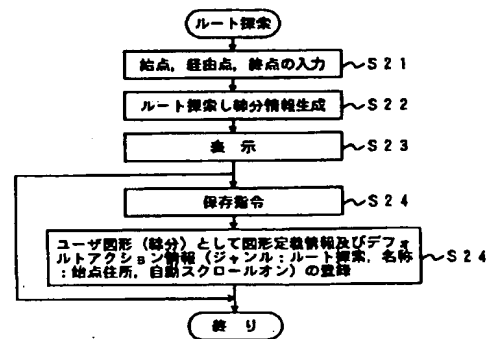 ルート探索
始点，経由点，終点の入力
～S21
ルート探索し線分情報生成
～S22
表 示
～S23
保存指令
～S24
ユーザ図形（線分）として図形定義情報及びデフォ
ルトアクション情報（ジャンル：ルート探索，名称
：始点住所，自動スクロールオン）の登録
～S24
終 り